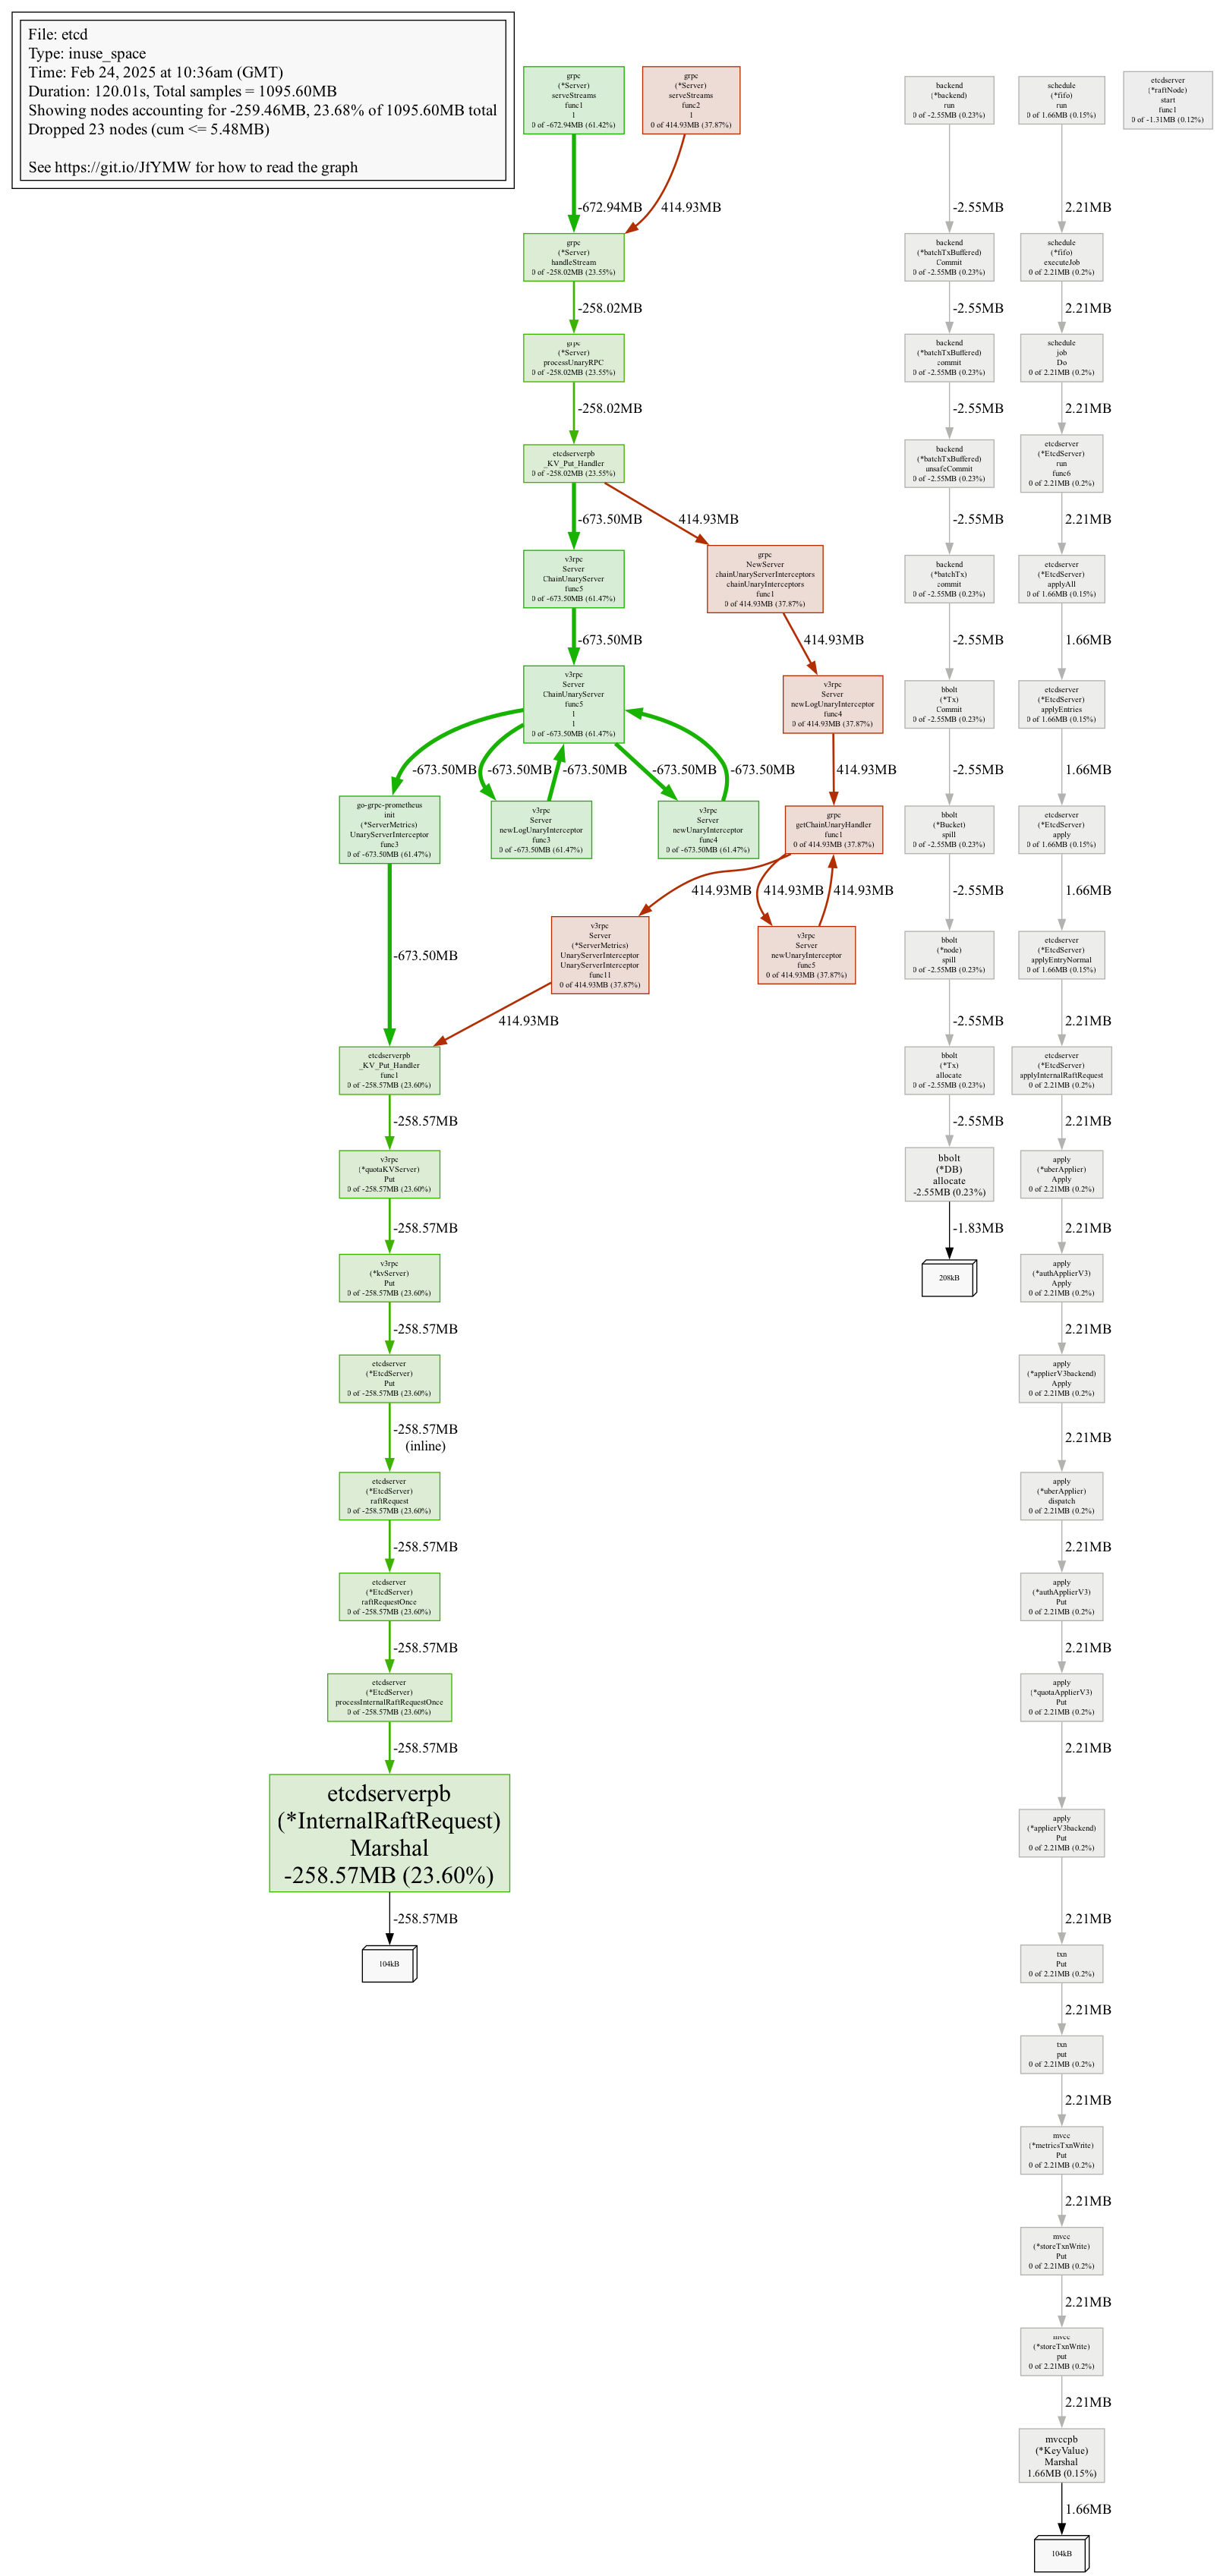 File: etcd
Type: inuse_space
Time: Feb 24, 2025 at 10:36am (GMT)
Duration: 120.01s, Total samples = 1095.60MB
Showing nodes accounting for -259.46MB, 23.68% of 1095.60MB total
Dropped 23 nodes (cum <= 5.48MB)
See https://git.io/JfYMW for how to read the graph
grpc
(*Server)
serveStreams
func1
1
0 of -672.94MB (61.42%)
grpc
(*Server)
serveStreams
func2
1
0 of 414.93MB (37.87%)
-672.94MB
414.93MB
grpc
(*Server)
handleStream
0 of -258.02MB (23.55%)
-258.02MB
grpc
(*Server)
processUnaryRPC
0 of -258.02MB (23.55%)
-258.02MB
etcdserverpb
_KV_Put_Handler
0 of -258.02MB (23.55%)
-673.50MB
414.93MB
v3rpc
Server
ChainUnaryServer
func5
0 of -673.50MB (61.47%)
grpc
NewServer
chainUnaryServerInterceptors
chainUnaryInterceptors
func1
0 of 414.93MB (37.87%)
-673.50MB
414.93MB
v3rpc
Server
ChainUnaryServer
func5
1
1
0 of -673.50MB (61.47%)
v3rpc
Server
newLogUnaryInterceptor
func4
0 of 414.93MB (37.87%)
-673.50MB
-673.50MB
-673.50MB
-673.50MB
-673.50MB
414.93MB
go-grpc-prometheus
init
(*ServerMetrics)
UnaryServerInterceptor
func3
0 of -673.50MB (61.47%)
v3rpc
Server
newLogUnaryInterceptor
func3
0 of -673.50MB (61.47%)
v3rpc
Server
newUnaryInterceptor
func4
0 of -673.50MB (61.47%)
grpc
getChainUnaryHandler
func1
0 of 414.93MB (37.87%)
414.93MB
414.93MB
414.93MB
-673.50MB
v3rpc
Server
(*ServerMetrics)
UnaryServerInterceptor
UnaryServerInterceptor
func11
0 of 414.93MB (37.87%)
v3rpc
Server
newUnaryInterceptor
func5
0 of 414.93MB (37.87%)
414.93MB
etcdserverpb
_KV_Put_Handler
func1
0 of -258.57MB (23.60%)
-258.57MB
v3rpc
(*quotaKVServer)
Put
0 of -258.57MB (23.60%)
-258.57MB
v3rpc
(*kvServer)
Put
0 of -258.57MB (23.60%)
-258.57MB
etcdserver
(*EtcdServer)
Put
0 of -258.57MB (23.60%)
-258.57MB
(inline)
etcdserver
(*EtcdServer)
raftRequest
0 of -258.57MB (23.60%)
-258.57MB
etcdserver
(*EtcdServer)
raftRequestOnce
0 of -258.57MB (23.60%)
-258.57MB
etcdserver
(*EtcdServer)
processInternalRaftRequestOnce
0 of -258.57MB (23.60%)
-258.57MB
etcdserverpb
(*InternalRaftRequest)
Marshal
-258.57MB (23.60%)
-258.57MB
104kB
backend
(*backend)
run
0 of -2.55MB (0.23%)
-2.55MB
backend
(*batchTxBuffered)
Commit
0 of -2.55MB (0.23%)
-2.55MB
backend
(*batchTxBuffered)
commit
0 of -2.55MB (0.23%)
-2.55MB
backend
(*batchTxBuffered)
unsafeCommit
0 of -2.55MB (0.23%)
-2.55MB
backend
(*batchTx)
commit
0 of -2.55MB (0.23%)
-2.55MB
bbolt
(*Tx)
Commit
0 of -2.55MB (0.23%)
-2.55MB
bbolt
(*Bucket)
spill
0 of -2.55MB (0.23%)
-2.55MB
bbolt
(*node)
spill
0 of -2.55MB (0.23%)
-2.55MB
bbolt
(*Tx)
allocate
0 of -2.55MB (0.23%)
-2.55MB
bbolt
(*DB)
allocate
-2.55MB (0.23%)
-1.83MB
208kB
schedule
(*fifo)
run
0 of 1.66MB (0.15%)
2.21MB
schedule
(*fifo)
executeJob
0 of 2.21MB (0.2%)
2.21MB
schedule
job
Do
0 of 2.21MB (0.2%)
2.21MB
etcdserver
(*EtcdServer)
run
func6
0 of 2.21MB (0.2%)
2.21MB
etcdserver
(*EtcdServer)
applyAll
0 of 1.66MB (0.15%)
1.66MB
etcdserver
(*EtcdServer)
applyEntries
0 of 1.66MB (0.15%)
1.66MB
etcdserver
(*EtcdServer)
apply
0 of 1.66MB (0.15%)
1.66MB
etcdserver
(*EtcdServer)
applyEntryNormal
0 of 1.66MB (0.15%)
2.21MB
etcdserver
(*EtcdServer)
applyInternalRaftRequest
0 of 2.21MB (0.2%)
2.21MB
apply
(*uberApplier)
Apply
0 of 2.21MB (0.2%)
2.21MB
apply
(*authApplierV3)
Apply
0 of 2.21MB (0.2%)
2.21MB
apply
(*applierV3backend)
Apply
0 of 2.21MB (0.2%)
2.21MB
apply
(*uberApplier)
dispatch
0 of 2.21MB (0.2%)
2.21MB
apply
(*authApplierV3)
Put
0 of 2.21MB (0.2%)
2.21MB
apply
(*quotaApplierV3)
Put
0 of 2.21MB (0.2%)
2.21MB
apply
(*applierV3backend)
Put
0 of 2.21MB (0.2%)
2.21MB
txn
Put
0 of 2.21MB (0.2%)
2.21MB
txn
put
0 of 2.21MB (0.2%)
2.21MB
mvcc
(*metricsTxnWrite)
Put
0 of 2.21MB (0.2%)
2.21MB
mvcc
(*storeTxnWrite)
Put
0 of 2.21MB (0.2%)
2.21MB
mvcc
(*storeTxnWrite)
put
0 of 2.21MB (0.2%)
2.21MB
mvccpb
(*KeyValue)
Marshal
1.66MB (0.15%)
1.66MB
104kB
etcdserver
(*raftNode)
start
func1
0 of -1.31MB (0.12%)